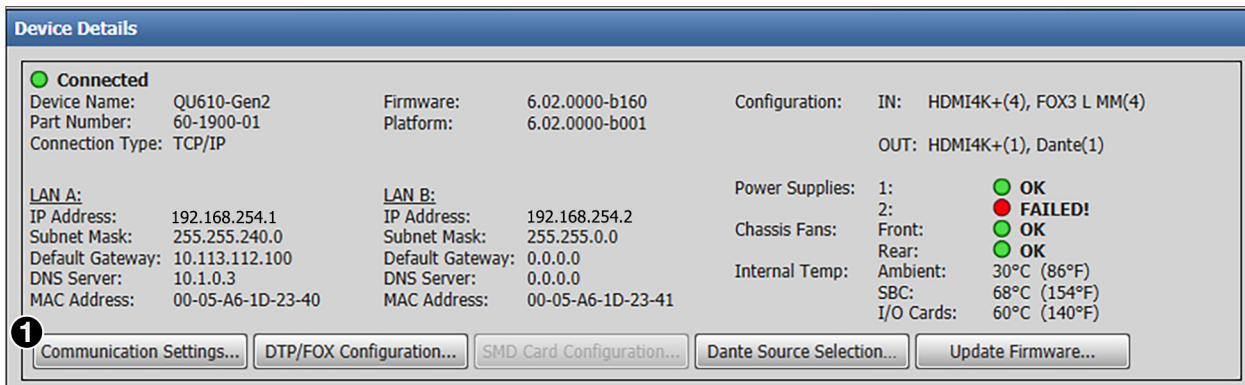 Device Details
Connected
Device Name: QU610-Gen2 Firmware: 6.02.0000-b160 Configuration: IN: HDMI4K+(4), FOX3 L MM(4)
Part Number: 60-1900-01 Platform: 6.02.0000-b001
Connection Type: TCP/IP OUT: HDMI4K+(1), Dante(1)
LAN A: LAN B: Power Supplies: 1: OK
IP Address: 192.168.254.1 IP Address: 192.168.254.2 2: FAILED!
Subnet Mask: 255.255.240.0 Subnet Mask: 255.255.0.0 Chassis Fans: Front: OK
Default Gateway: 10.113.112.100 Default Gateway: 0.0.0.0 Rear: OK
DNS Server: 10.1.0.3 DNS Server: 0.0.0.0 Internal Temp: Ambient: 30°C (86°F)
MAC Address: 00-05-A6-1D-23-40 MAC Address: 00-05-A6-1D-23-41 SBC: 68°C (154°F)
I/O Cards: 60°C (140°F)
1
Communication Settings... DTP/FOX Configuration... SMD Card Configuration... Dante Source Selection... Update Firmware...